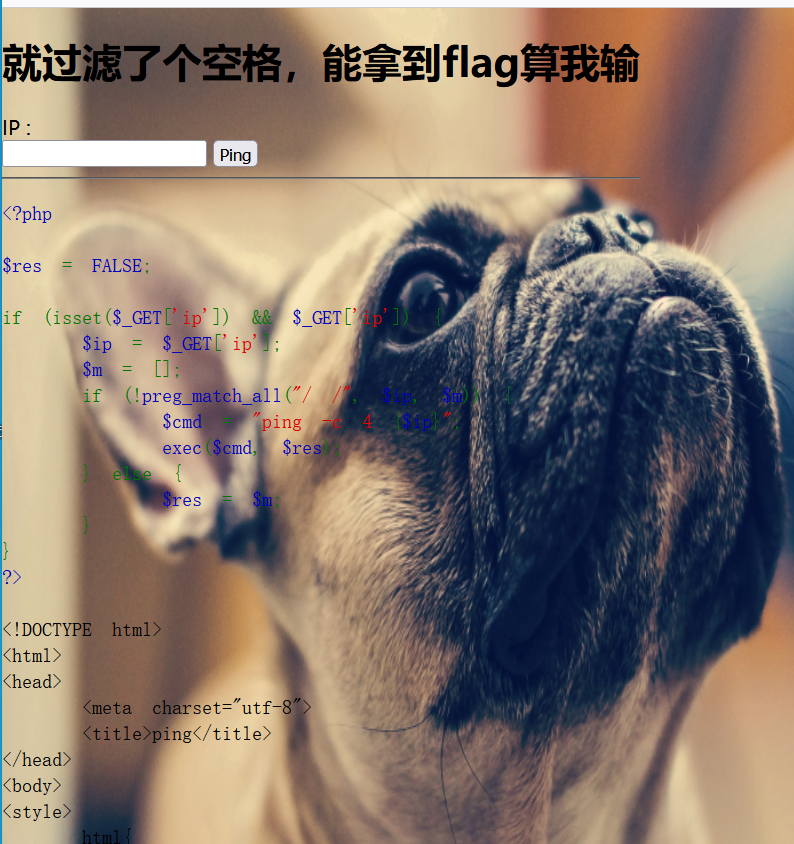 就过滤了个空格，能拿到flag算我输
IP :
Ping
<?php
$res = FALSE;
if (isset($_GET['ip']) && $_GET['ip']) {
$ip = $_GET['ip'];
$m = [];
if (!preg_match_all("/ /", $ip, $m)) {
$cmd = "ping -c 4 {$ip}";
exec($cmd, $res);
} else {
$res = $m;
}
}
?>
<!DOCTYPE html>
<html>
<head>
<meta charset="utf-8">
<title>ping</title>
</head>
<body>
<style>
html{